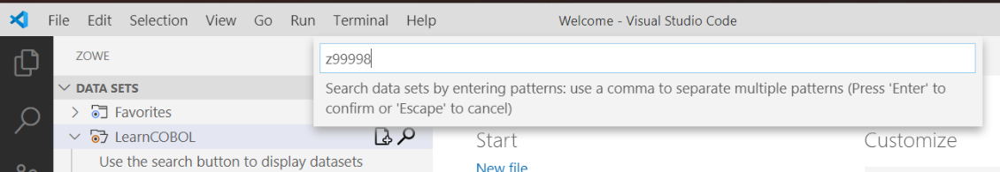 File Edit Selection View Go Run Terminal Help Welcome - Visual Studio Code
ZOWE
z99998
DATA SETS
Search data sets by entering patterns: use a comma to separate multiple patterns (Press 'Enter' to
confirm or 'Escape' to cancel)
Favorites
LearnCOBOL
Start
Customize
Use the search button to display datasets
New file